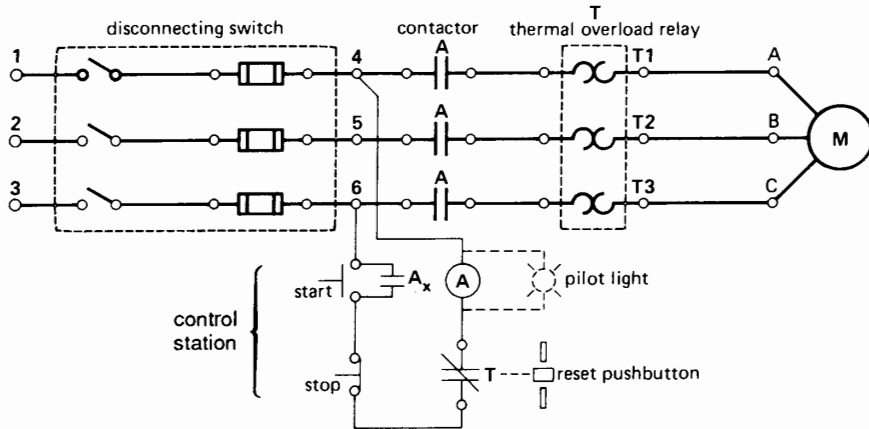 T
disconnecting switch
contactor
thermal overload relay
1
4
A
T1
A
2
5
A
T2
B
M
3
6
A
T3
C
start
Ax
A
pilot light
control
station
stop
T
reset pushbutton